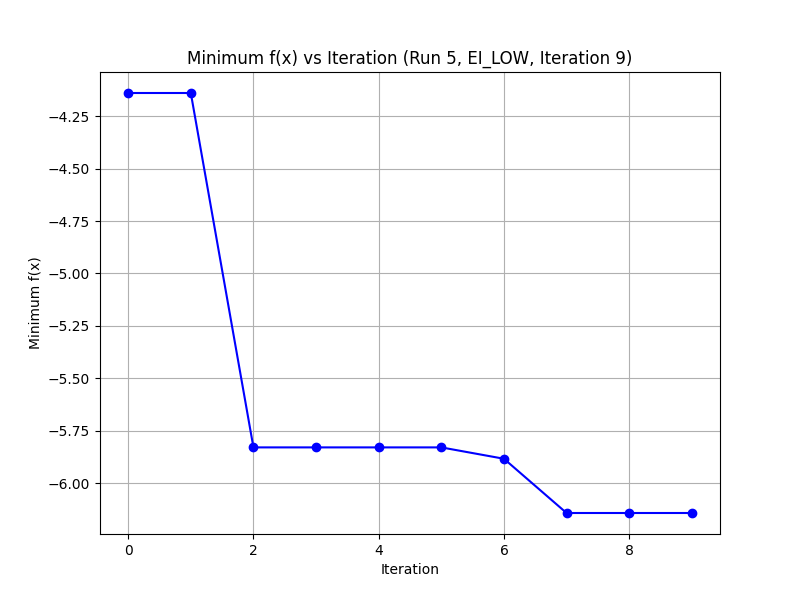 Minimum f(x) vs Iteration (Run 5, EI_LOW, Iteration 9)
Minimum f(x)
−4.25
−4.50
−4.75
−5.00
−5.25
−5.50
−5.75
−6.00
0 2 4 6 8
Iteration